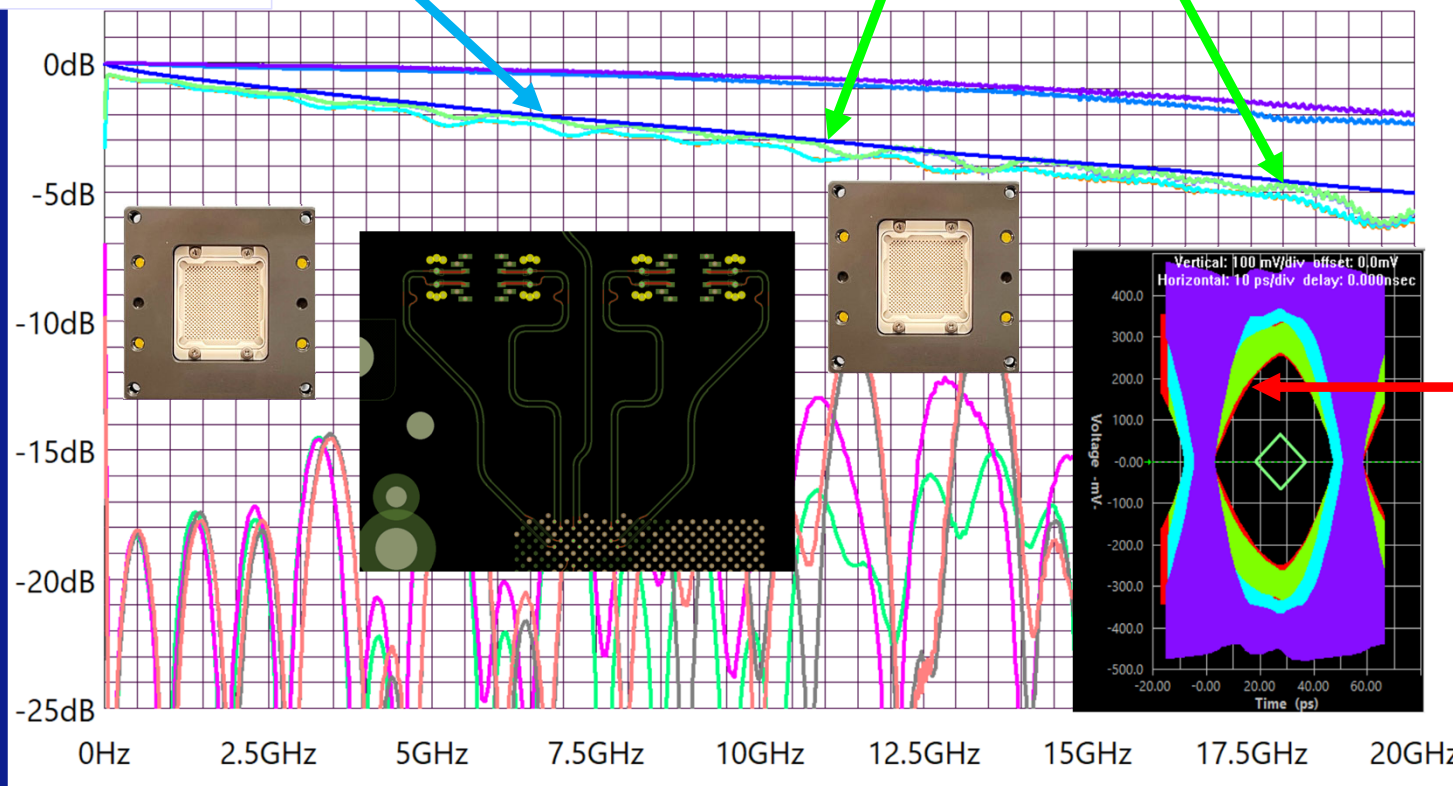 0dB
-5dB
-10dB
-15dB
-20dB
-25dB
0Hz 2.5GHz 5GHz 7.5GHz 10GHz 12.5GHz 15GHz 17.5GHz 20GHz
Vertical: 100 mV/div offset: 0.0mV
Horizontal: 10 ps/div delay: 0.000nsec
400.0
300.0
200.0
100.0
-0.00
-100.0
-200.0
-300.0
-400.0
-500.0
Voltage -mV.
-20.00 -0.00 20.00 40.00 60.00
Time (ps)